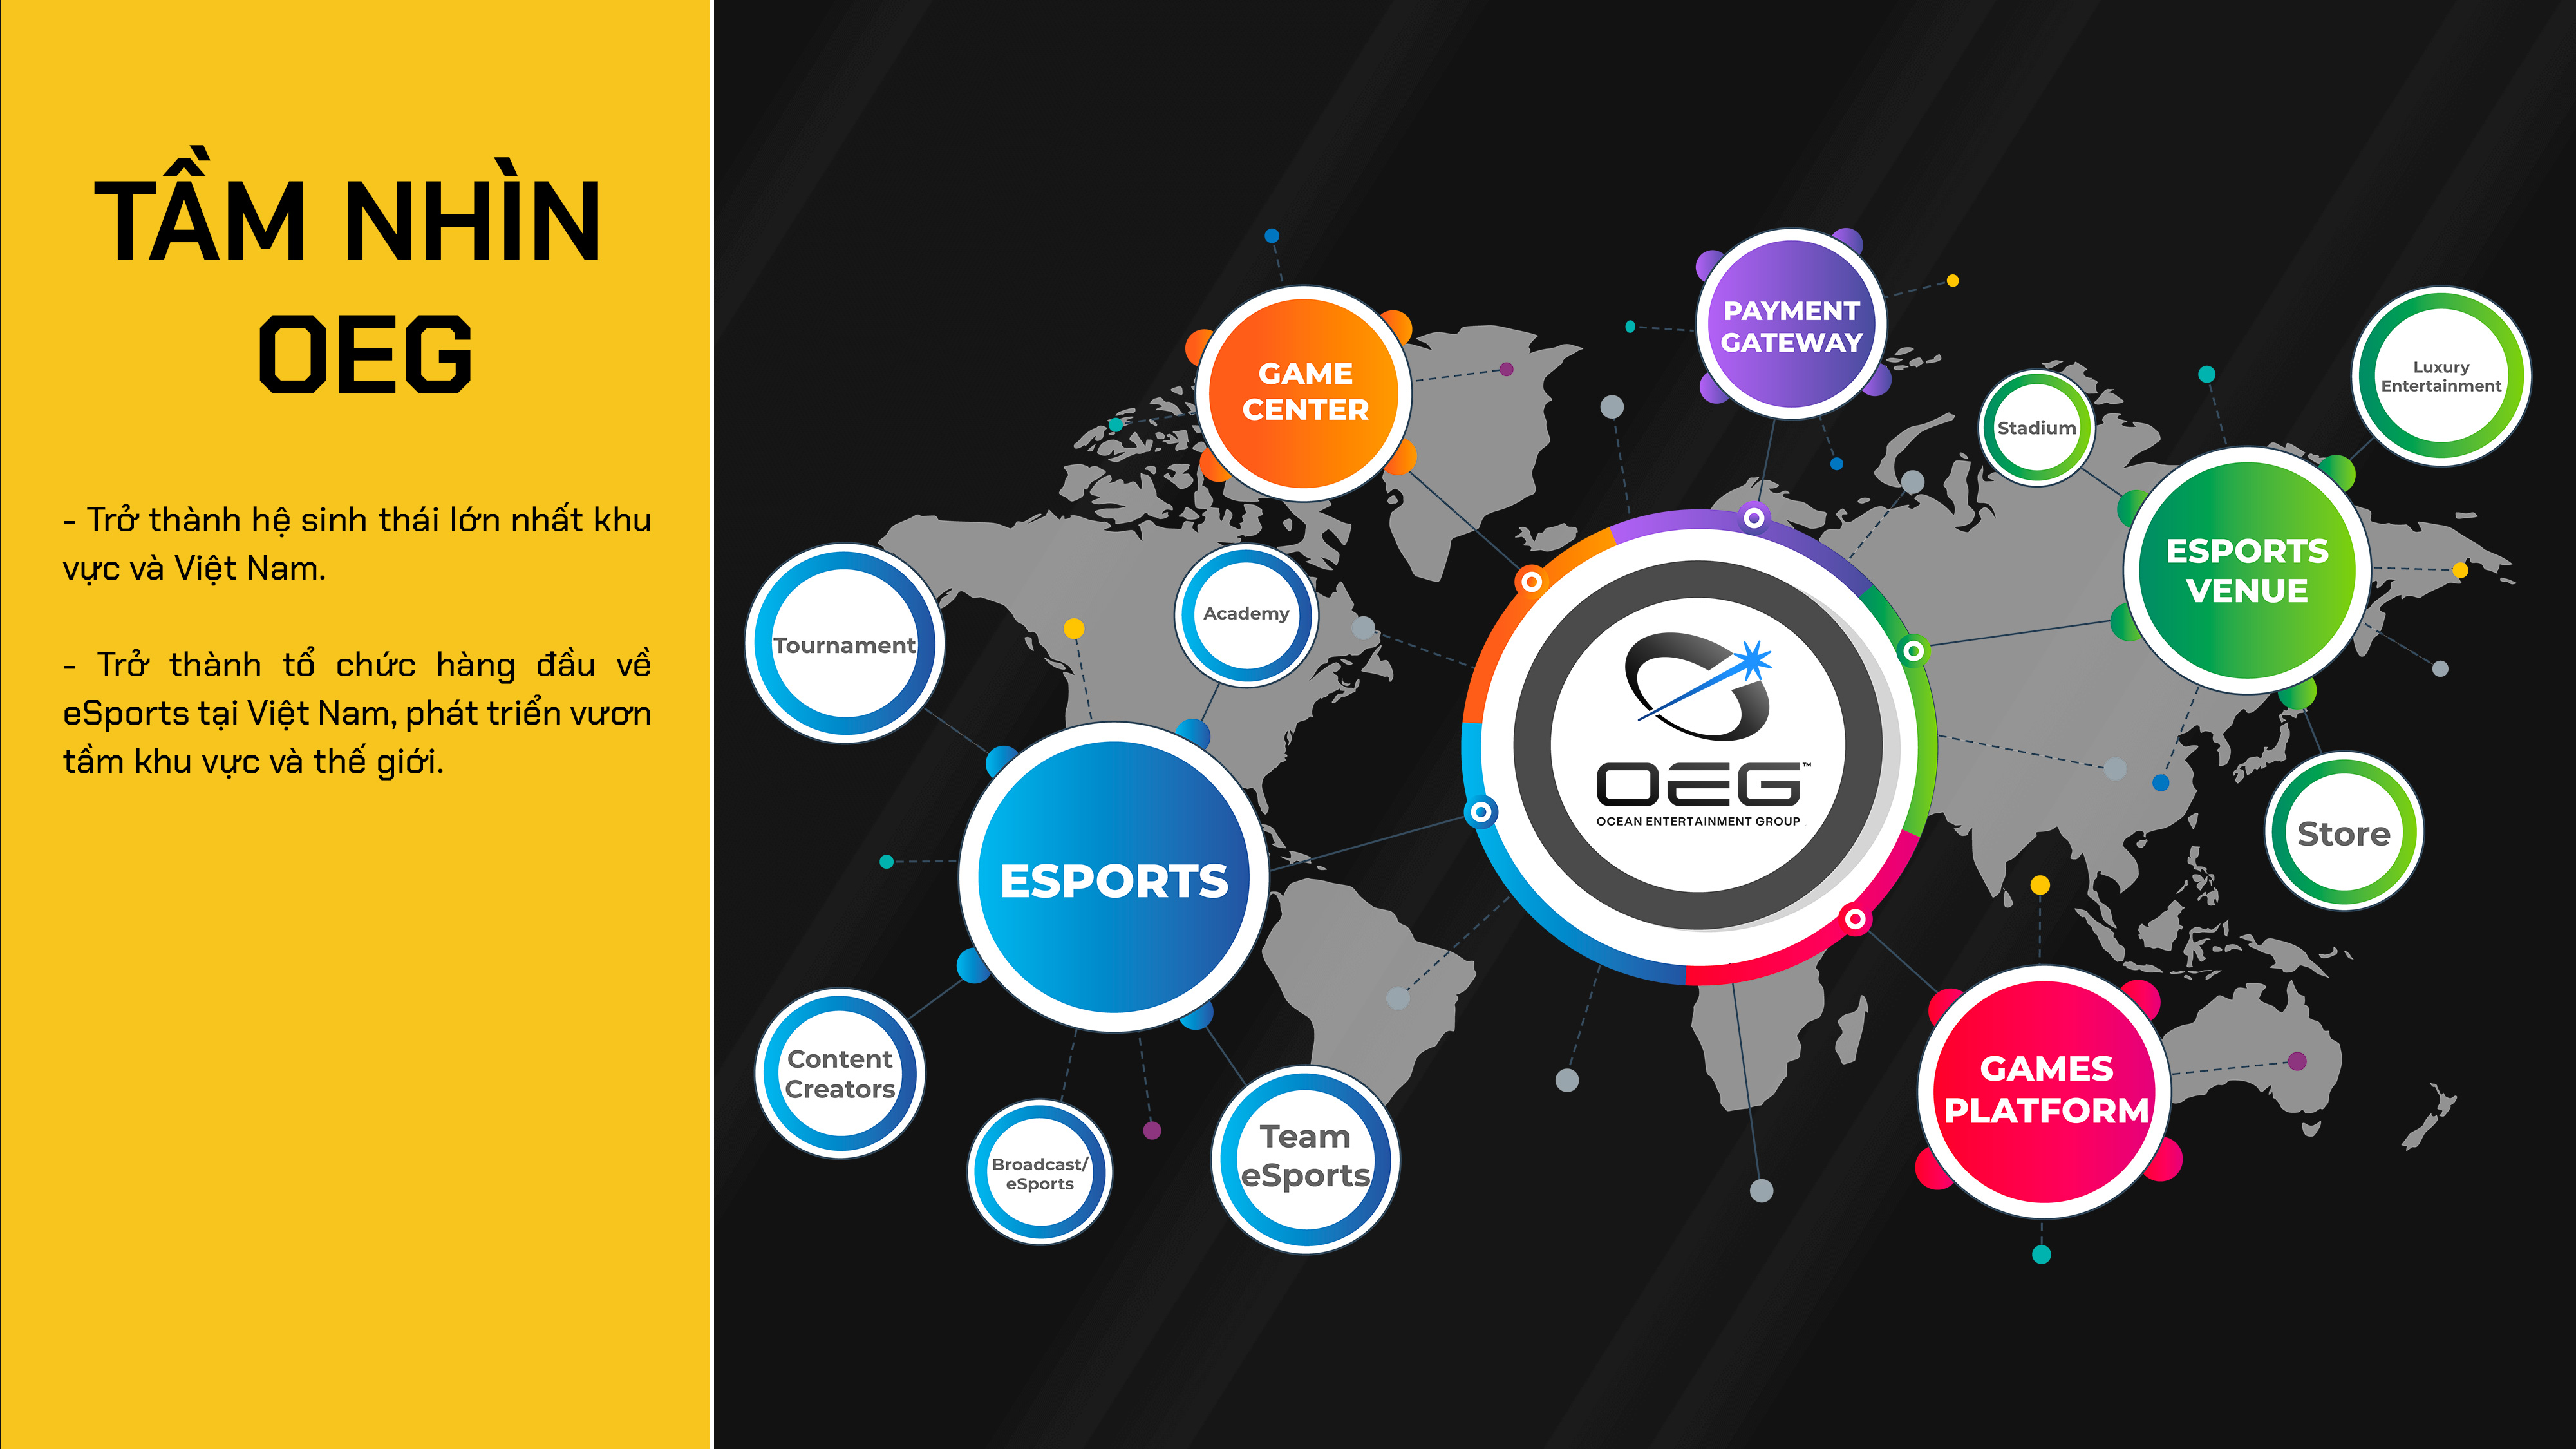 TẦM NHÌN
OEG
- Trở thành hệ sinh thái lớn nhất khu
vực và Việt Nam.
- Trở thành tổ chức hàng đầu về
eSports tại Việt Nam, phát triển vươn
tầm khu vực và thế giới.
GAME
CENTER
PAYMENT
GATEWAY
Stadium
Luxury
Entertainment
ESPORTS
VENUE
Tournament
Academy
OEG™
OCEAN ENTERTAINMENT GROUP
Store
ESPORTS
Content
Creators
Broadcast/
eSports
Team
eSports
GAMES
PLATFORM